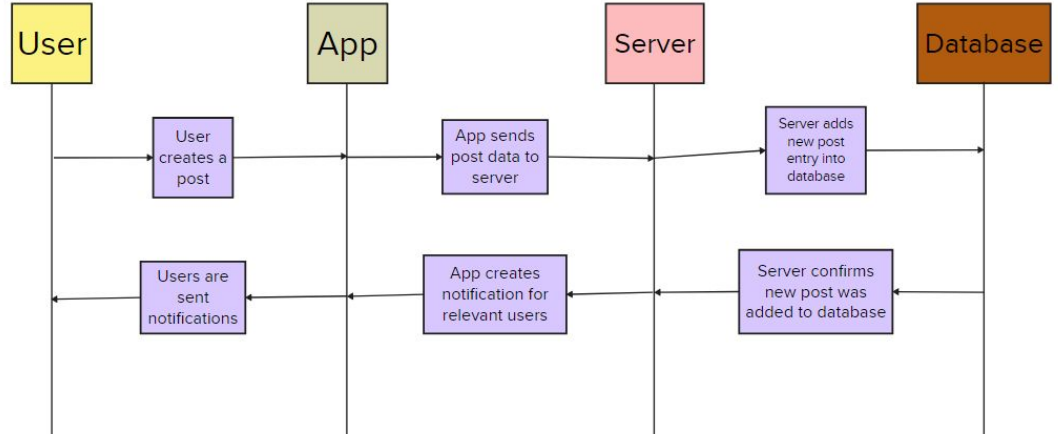 User
App
Server
Database
User
creates a
post
App sends
post data to
server
Server adds
new post
entry into
database
Users are
sent
notifications
App creates
notification for
relevant users
Server confirms
new post was
added to database